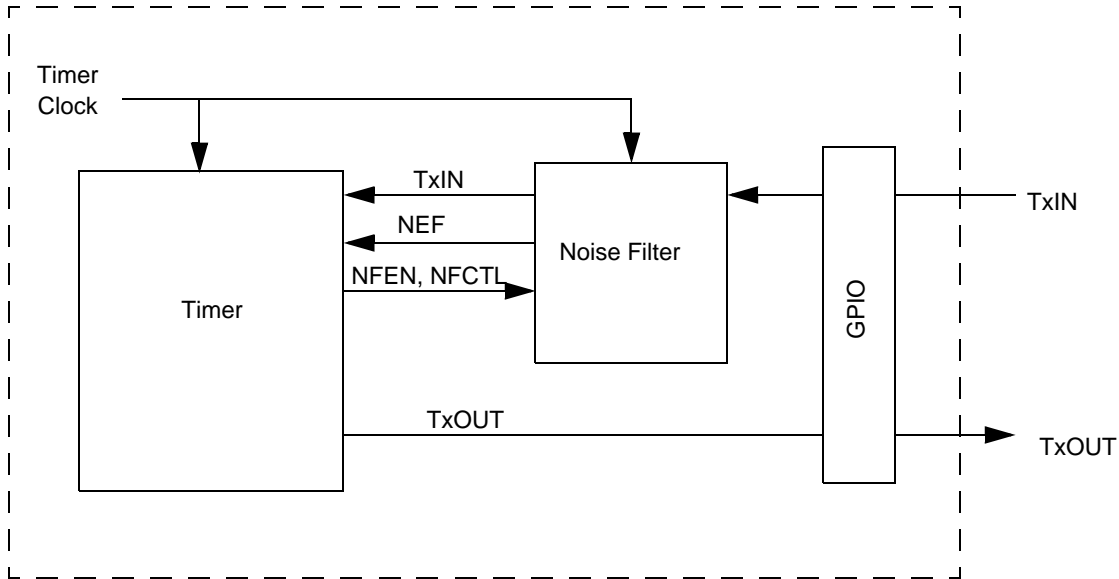 Timer
Clock
TxIN
TxIN
NEF
Noise Filter
NFEN, NFCTL
Timer
GPIO
TxOUT
TxOUT